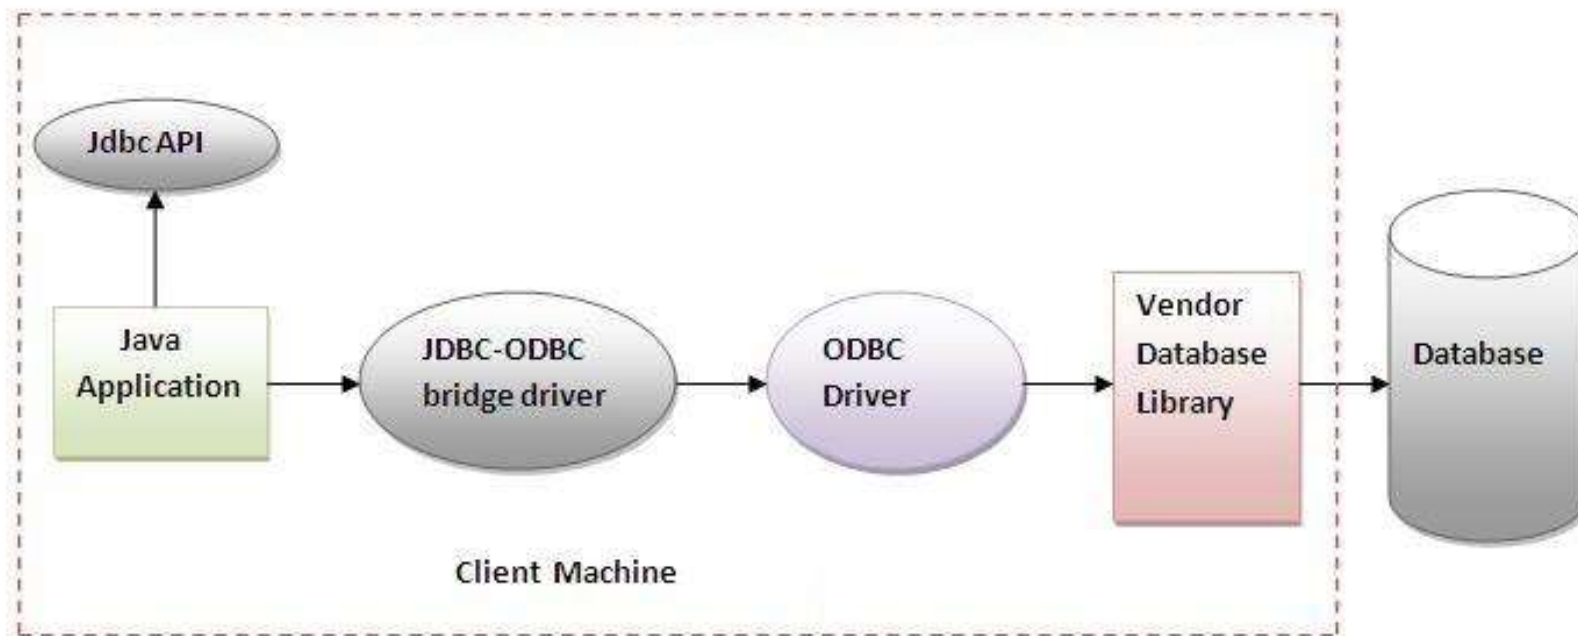 Jdbc API
Java
Application
JDBC-ODBC
bridge driver
ODBC
Driver
Vendor
Database
Library
Database
Client Machine